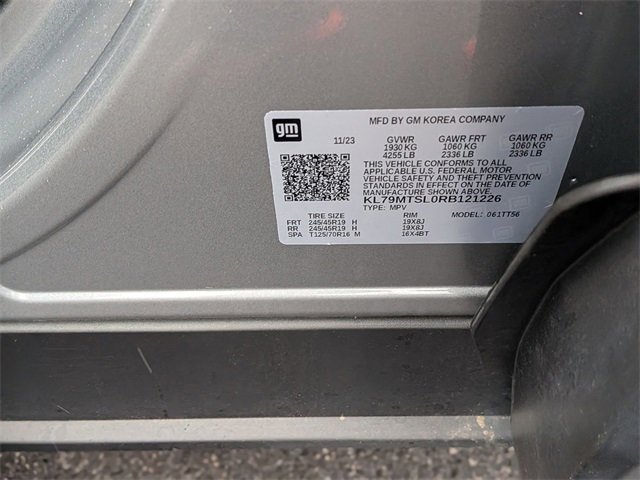 gm
MFD BY GM KOREA COMPANY
11/23 GVWR GAWR FRT GAWR RR
1930 KG 1060 KG 1060 KG
4255 LB 2336 LB 2336 LB
THIS VEHICLE CONFORMS TO ALL
APPLICABLE U.S. FEDERAL MOTOR
VEHICLE SAFETY AND THEFT PREVENTION
STANDARDS IN EFFECT ON THE DATE OF
MANUFACTURE SHOWN ABOVE.
KL79MTSL0RB121226
TYPE: MPV
TIRE SIZE RIM MODEL: 061TT56
FRT 245/45R19 H 19X8J
RR 245/45R19 H 19X8J
SPA T125/70R16 M 16X4BT